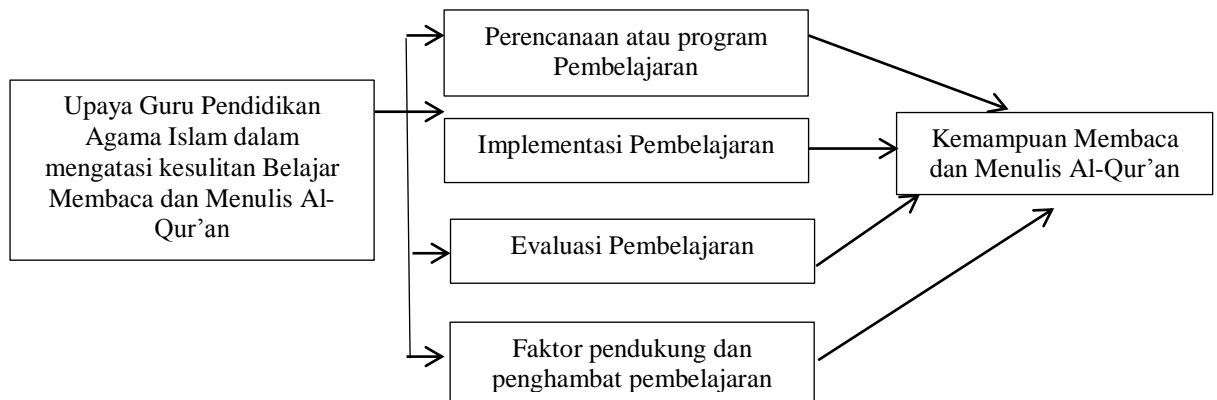 Upaya Guru Pendidikan
Agama Islam dalam
mengatasi kesulitan Belajar
Membaca dan Menulis Al-
Qur’an
Perencanaan atau program
Pembelajaran
Implementasi Pembelajaran
Evaluasi Pembelajaran
Faktor pendukung dan
penghambat pembelajaran
Kemampuan Membaca
dan Menulis Al-Qur’an